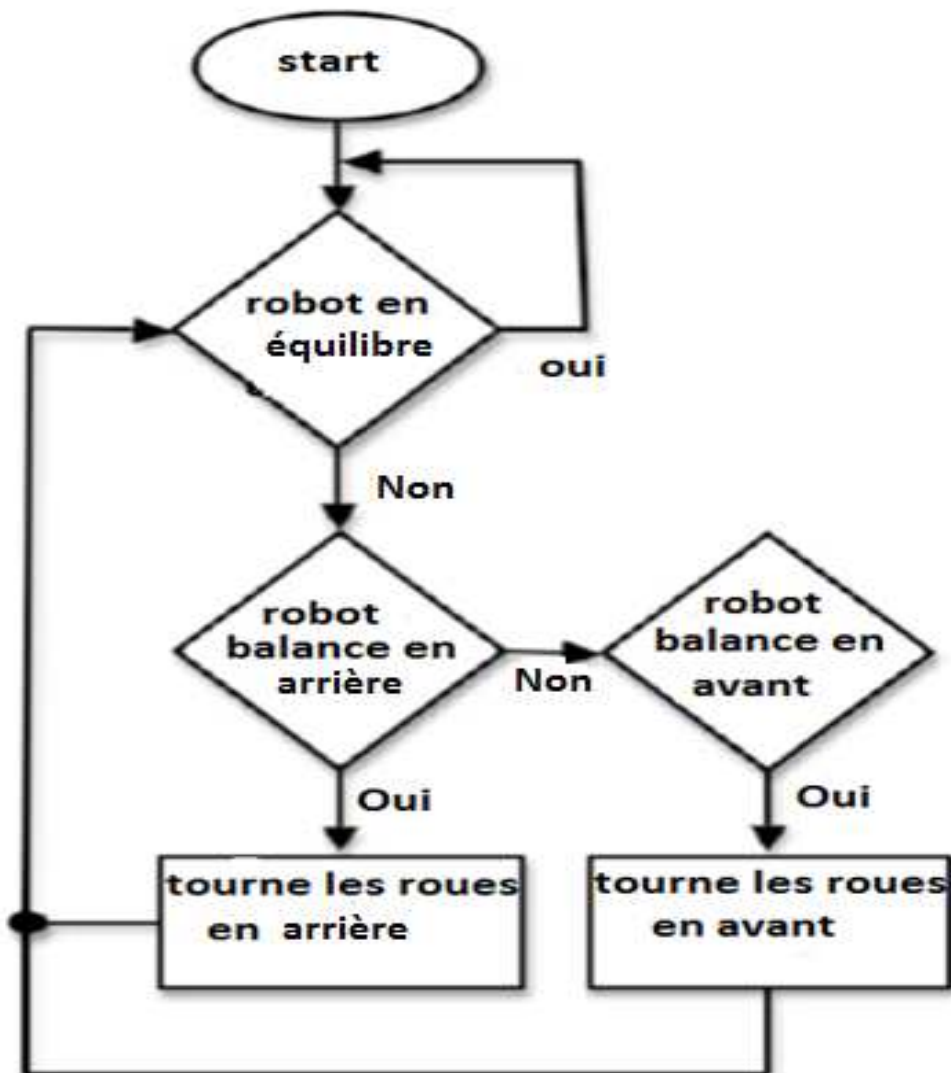 start
robot en
équilibre
oui
Non
robot
balance en
arrière
Non
robot
balance en
avant
Oui
Oui
tourne les roues
en arrière
tourne les roues
en avant